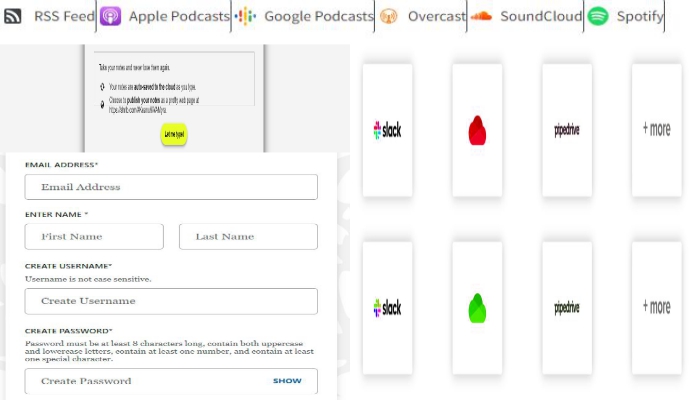 RSS Feed Apple Podcasts Google Podcasts Overcast SoundCloud Spotify
Take your notes and never lose them again.
Your notes are auto-saved to the cloud as you type.
Choose to publish your notes as a pretty web page at
Let me type!
EMAIL ADDRESS*
Email Address
ENTER NAME *
First Name Last Name
CREATE USERNAME*
Username is not case sensitive.
Create Username
CREATE PASSWORD*
Password must be at least 8 characters long, contain both uppercase
and lowercase letters, contain at least one number, and contain at least
one special character.
Create Password SHOW
slack pipedrive + more
slack pipedrive + more